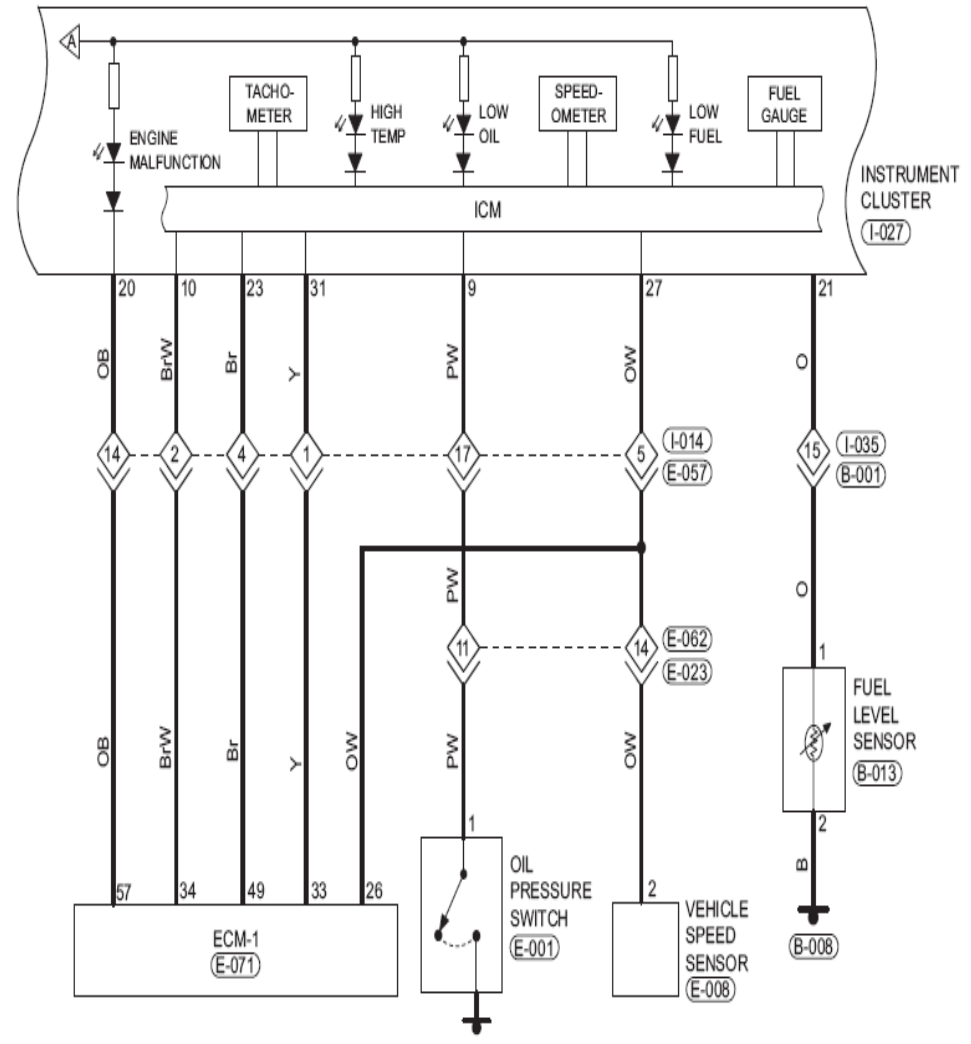 A
TACHO-
METER
HIGH
TEMP
LOW
OIL
SPEED-
OMETER
LOW
FUEL
FUEL
GAUGE
ENGINE
MALFUNCTION
ICM
INSTRUMENT
CLUSTER
I-027
20 10 23 31 9 27 21
OB BrW Br Y PW OW O
14 2 4 1 17 5 I-014 15 I-035
E-057 B-001
PW O
11 14 E-062
E-023
1
FUEL
LEVEL
SENSOR
B-013
OB BrW Br Y OW PW OW
2
B
B-008
1
OIL
PRESSURE
SWITCH
E-001
57 34 49 33 26 2
ECM-1
E-071
VEHICLE
SPEED
SENSOR
E-008